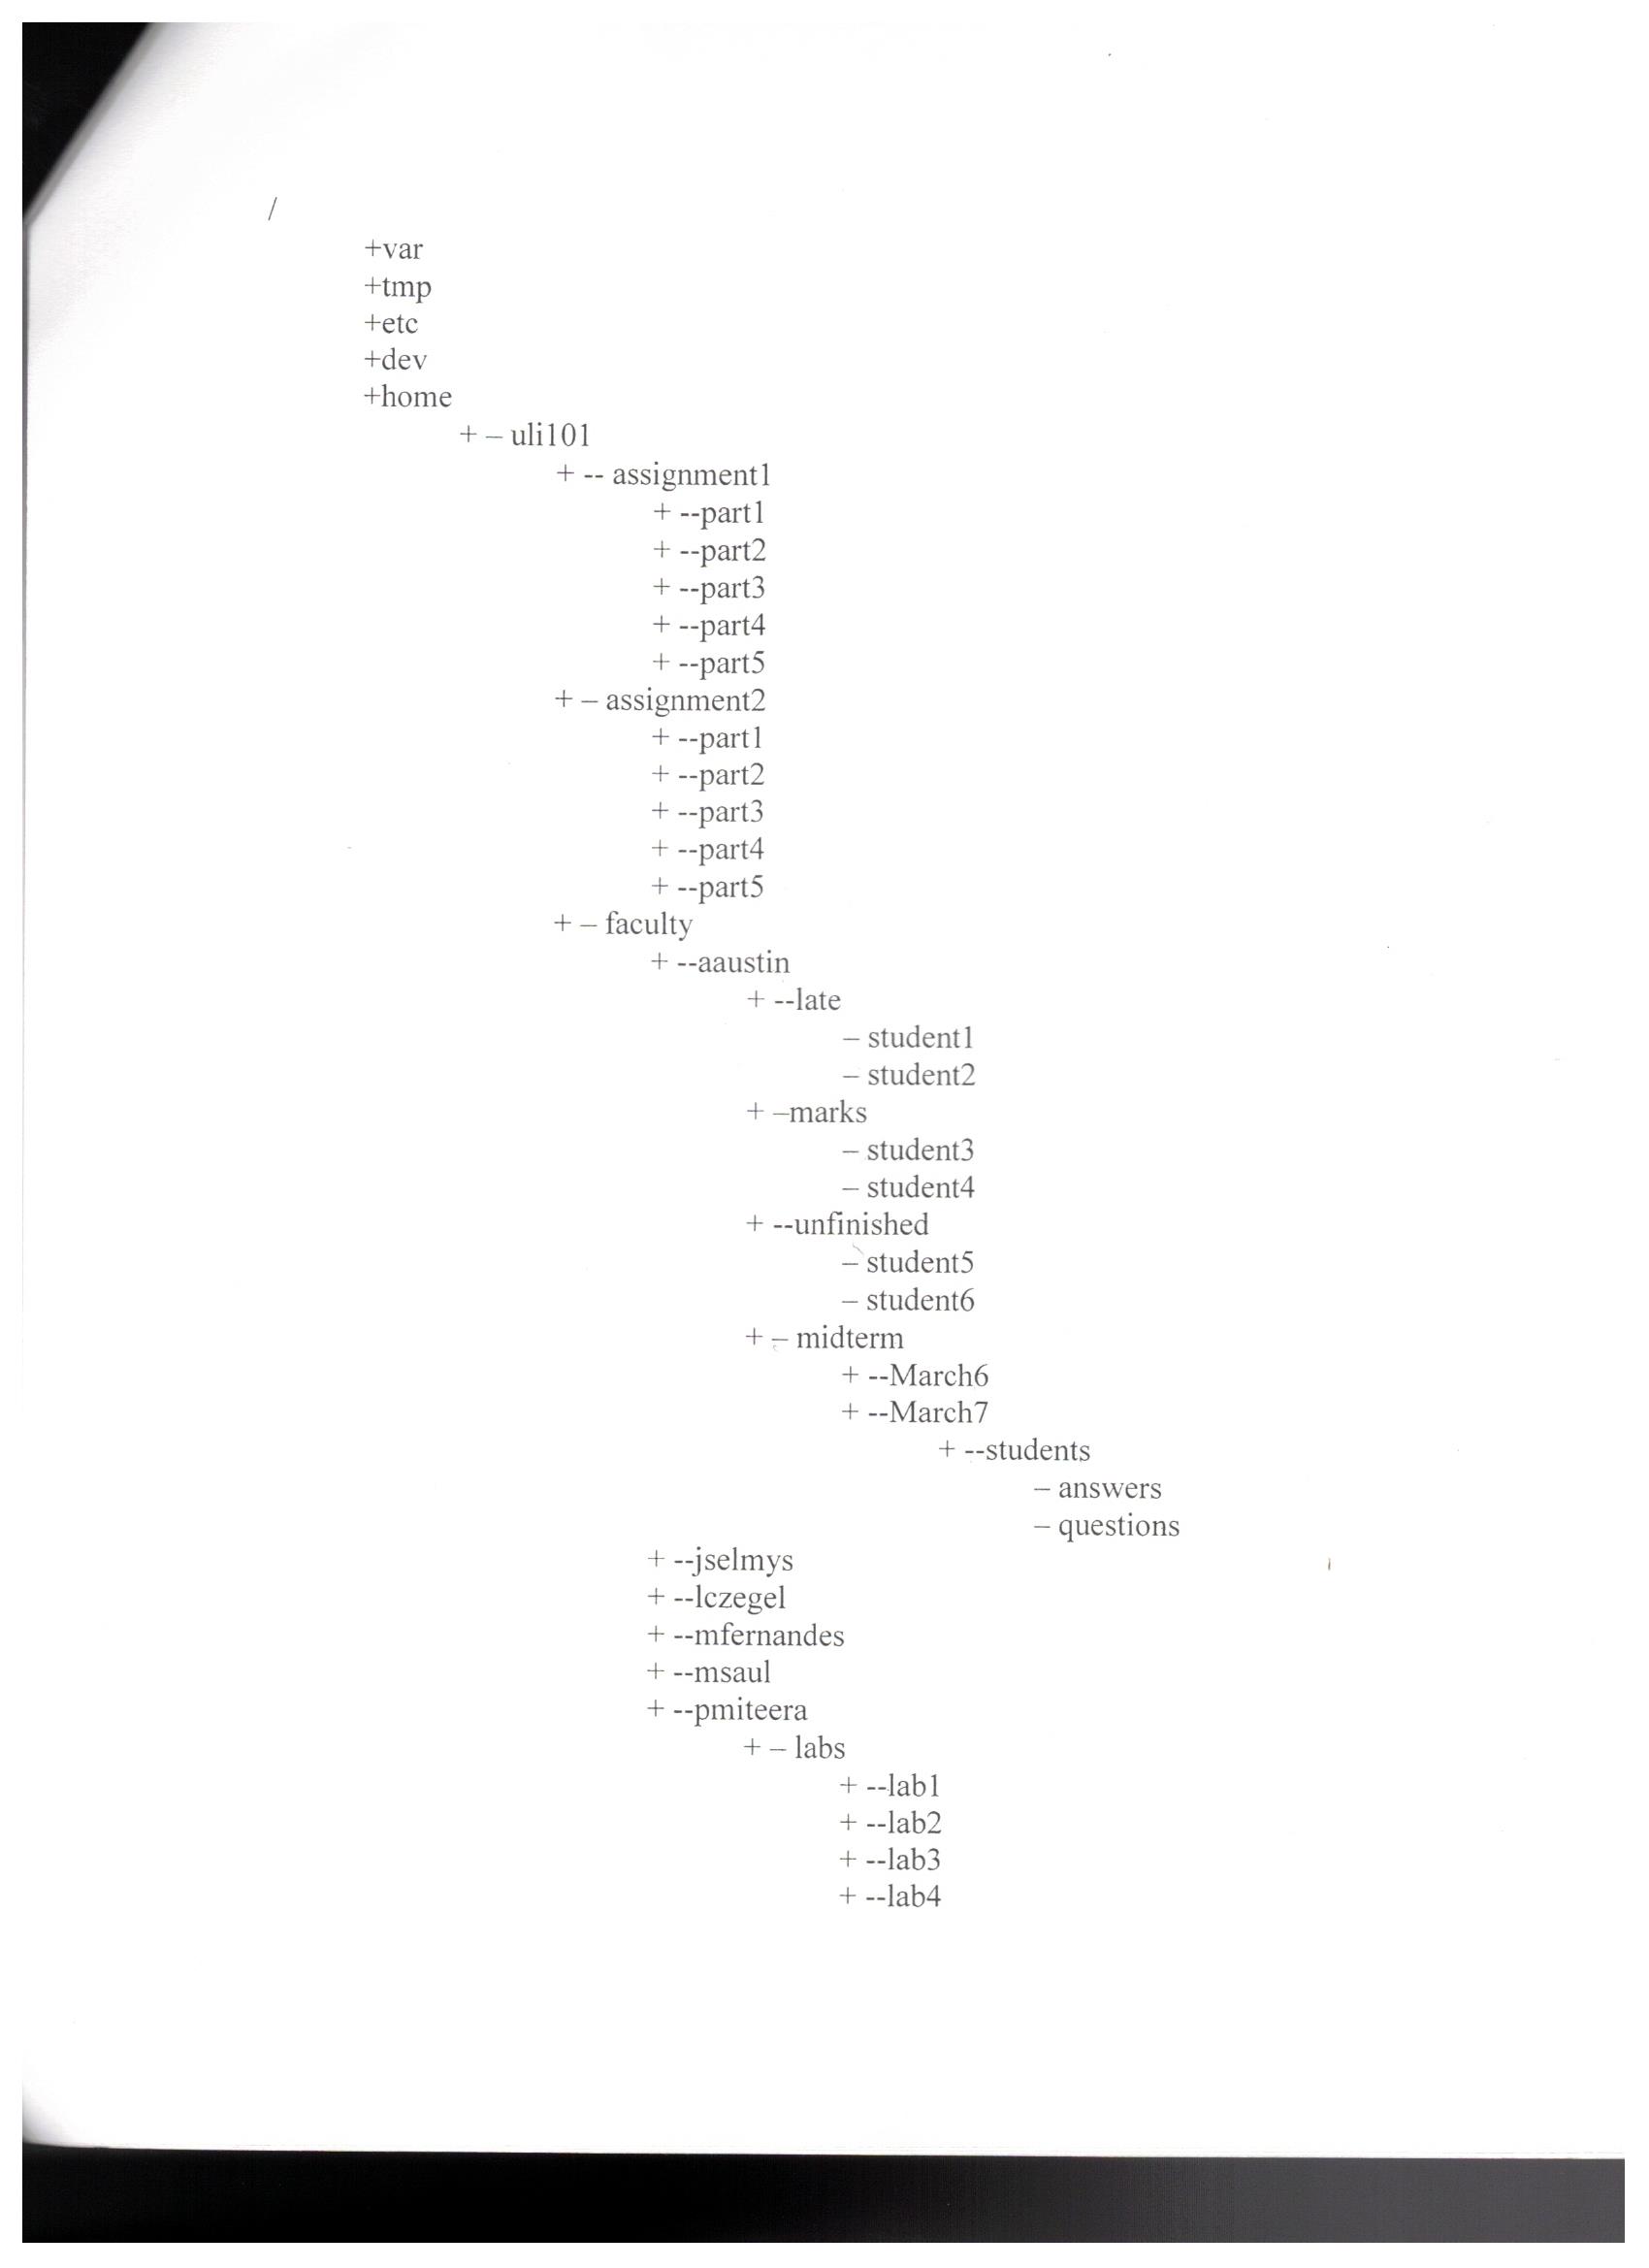 /
+var
+tmp
+etc
+dev
+home
+ – uli101
+ -- assignment1
+ --part1
+ --part2
+ --part3
+ --part4
+ --part5
+ – assignment2
+ --part1
+ --part2
+ --part3
+ --part4
+ --part5
+ – faculty
+ --aaustin
+ --late
– student1
– student2
+ –marks
– student3
– student4
+ --unfinished
– student5
– student6
+ – midterm
+ --March6
+ --March7
+ --students
– answers
– questions
+ --jselmys
+ --lczegel
+ --mfernandes
+ --msaul
+ --pmiteera
+ – labs
+ --lab1
+ --lab2
+ --lab3
+ --lab4